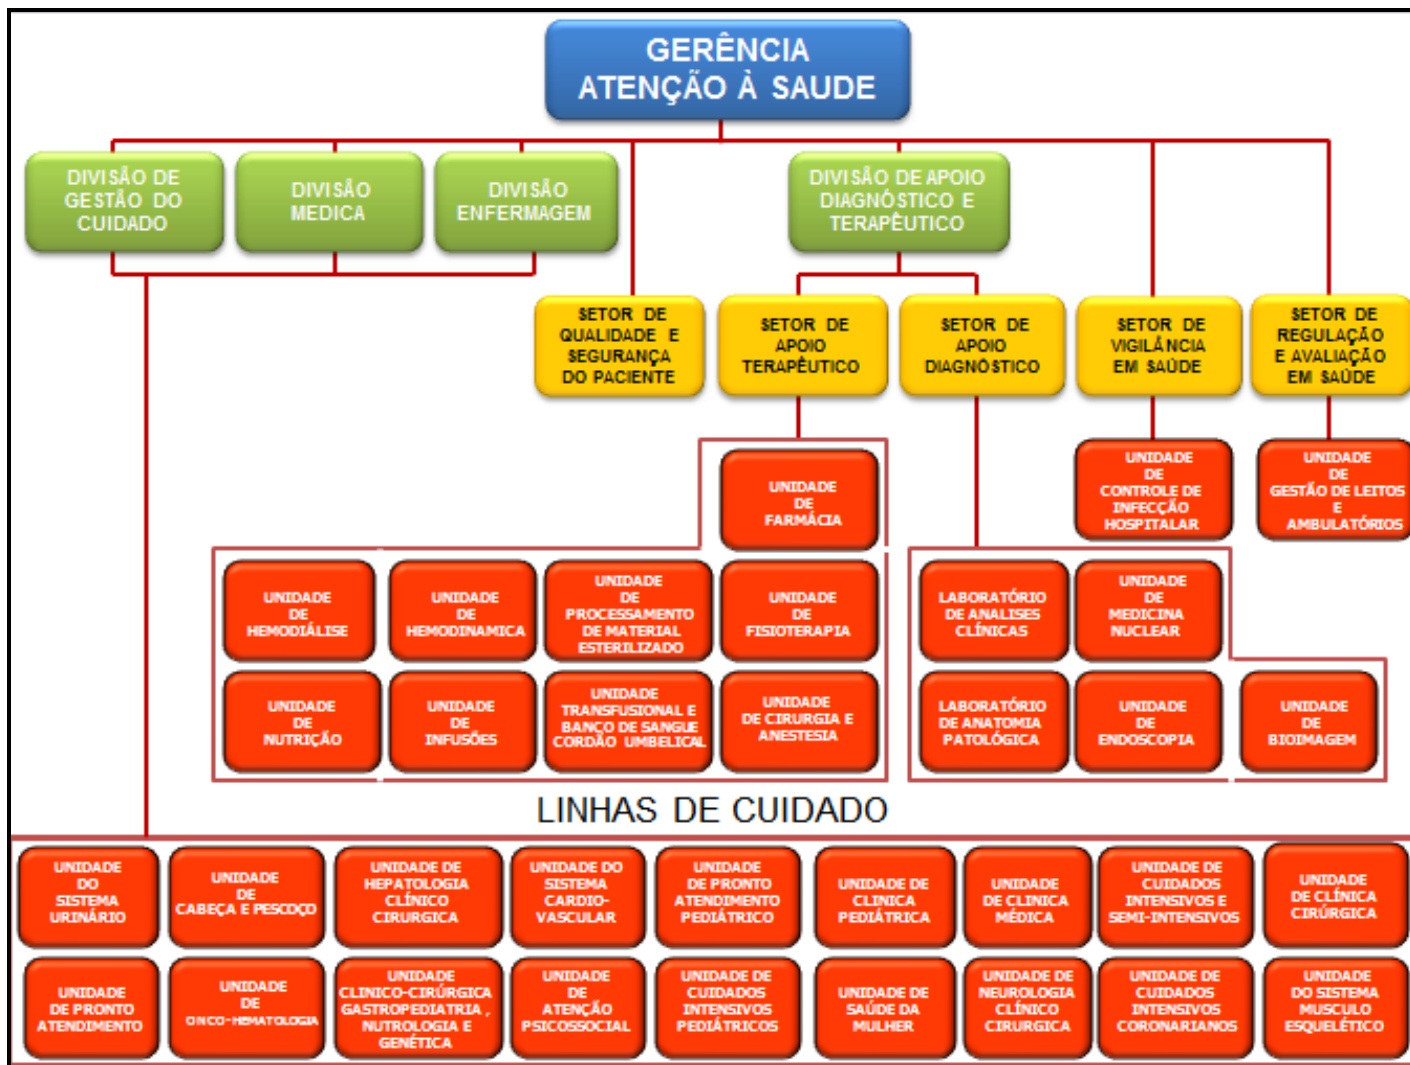 GERÊNCIA
ATENÇÃO À SAUDE
DIVISÃO DE
GESTÃO DO
CUIDADO
DIVISÃO
MEDICA
DIVISÃO
ENFERMAGEM
DIVISÃO DE APOIO
DIAGNÓSTICO E
TERAPÊUTICO
SETOR DE
QUALIDADE E
SEGURANÇA
DO PACIENTE
SETOR DE
APOIO
TERAPÊUTICO
SETOR DE
APOIO
DIAGNÓSTICO
SETOR DE
VIGILÂNCIA
EM SAÚDE
SETOR DE
REGULAÇÃO
E AVALIAÇÃO
EM SAÚDE
UNIDADE
DE
FARMÁCIA
UNIDADE
DE
CONTROLE DE
INFECÇÃO
HOSPITALAR
UNIDADE
DE
GESTÃO DE LEITOS
E
AMBULATÓRIOS
UNIDADE
DE
HEMODIÁLISE
UNIDADE
DE
HEMODINAMICA
UNIDADE
DE
PROCESSAMENTO
DE MATERIAL
ESTERILIZADO
UNIDADE
DE
FISIOTERAPIA
LABORATÓRIO
DE ANALISES
CLÍNICAS
UNIDADE
DE
MEDICINA
NUCLEAR
UNIDADE
DE
NUTRIÇÃO
UNIDADE
DE
INFUSÕES
UNIDADE
TRANSFUSIONAL E
BANCO DE SANGUE
CORDÃO UMBELICAL
UNIDADE
DE CIRURGIA E
ANESTESIA
LABORATÓRIO
DE ANATOMIA
PATOLÓGICA
UNIDADE
DE
ENDOSCOPIA
UNIDADE
DE
BIOIMAGEM
LINHAS DE CUIDADO
UNIDADE
DO
SISTEMA
URINÁRIO
UNIDADE
DE
CABEÇA E PESCOÇO
UNIDADE DE
HEPATOLOGIA
CLÍNICO
CIRURGICA
UNIDADE DO
SISTEMA
CARDIO-
VASCULAR
UNIDADE
DE PRONTO
ATENDIMENTO
PEDIÁTRICO
UNIDADE DE
CLINICA
PEDIÁTRICA
UNIDADE
DE CLINICA
MÉDICA
UNIDADE DE
CUIDADOS
INTENSIVOS E
SEMI-INTENSIVOS
UNIDADE
DE CLÍNICA
CIRÚRGICA
UNIDADE
DE PRONTO
ATENDIMENTO
UNIDADE
DE
ONCO-HEMATOLOGIA
UNIDADE
CLINICO-CIRÚRGICA
GASTROPEDIATRIA ,
NUTROLOGIA E
GENÉTICA
UNIDADE
DE
ATENÇÃO
PSICOSSOCIAL
UNIDADE DE
CUIDADOS
INTENSIVOS
PEDIÁTRICOS
UNIDADE DE
SAÚDE DA
MULHER
UNIDADE DE
NEUROLOGIA
CLÍNICO
CIRURGICA
UNIDADE DE
CUIDADOS
INTENSIVOS
CORONARIANOS
UNIDADE
DO SISTEMA
MUSCULO
ESQUELÉTICO